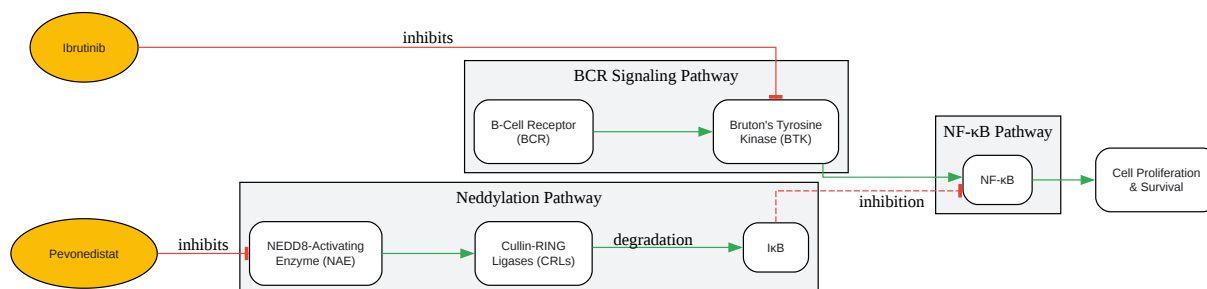 Ibrutinib
inhibits
BCR Signaling Pathway
B-Cell Receptor
(BCR)
Bruton's Tyrosine
Kinase (BTK)
NF-κB Pathway
NF-κB
Cell Proliferation
& Survival
Neddylation Pathway
inhibition
Pevonedistat
inhibits
NEDD8-Activating
Enzyme (NAE)
Cullin-RING
Ligases (CRLs)
degradation
IκB